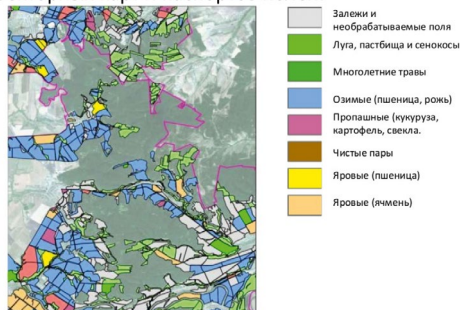 Залежи и
необрабатываемые поля
Луга, пастбища и сенокосы
Многолетние травы
Озимые (пшеница, рожь)
Пропашные (кукуруза,
картофель, свекла.
Чистые пары
Яровые (пшеница)
Яровые (ячмень)